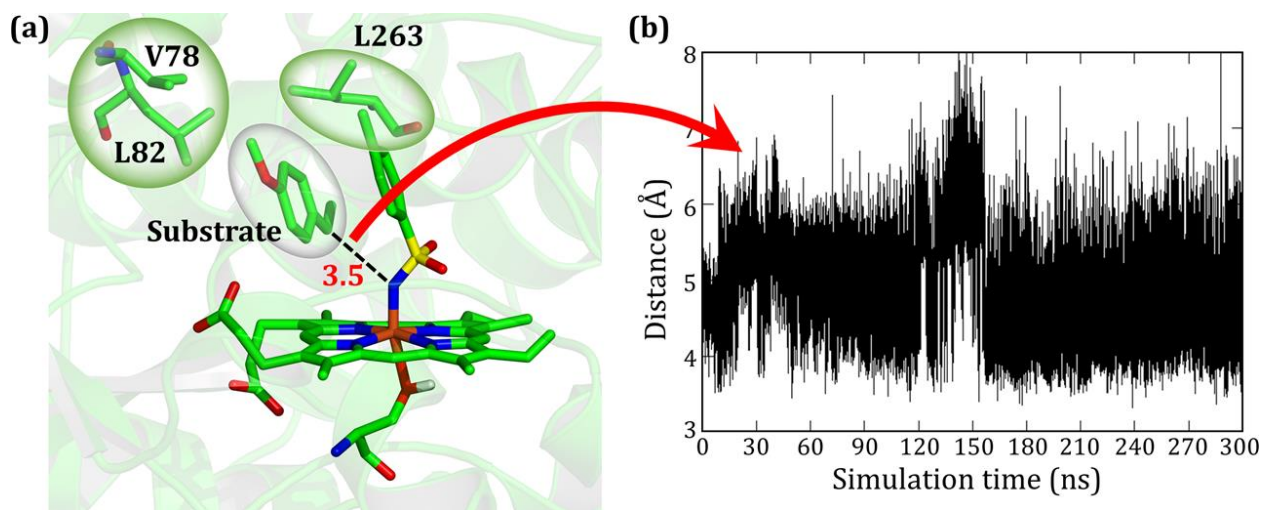 (a)
V78
L82
L263
Substrate
3.5
(b)
8
7
6
5
4
3
Distance (Å)
0 30 60 90 120 150 180 210 240 270 300
Simulation time (ns)